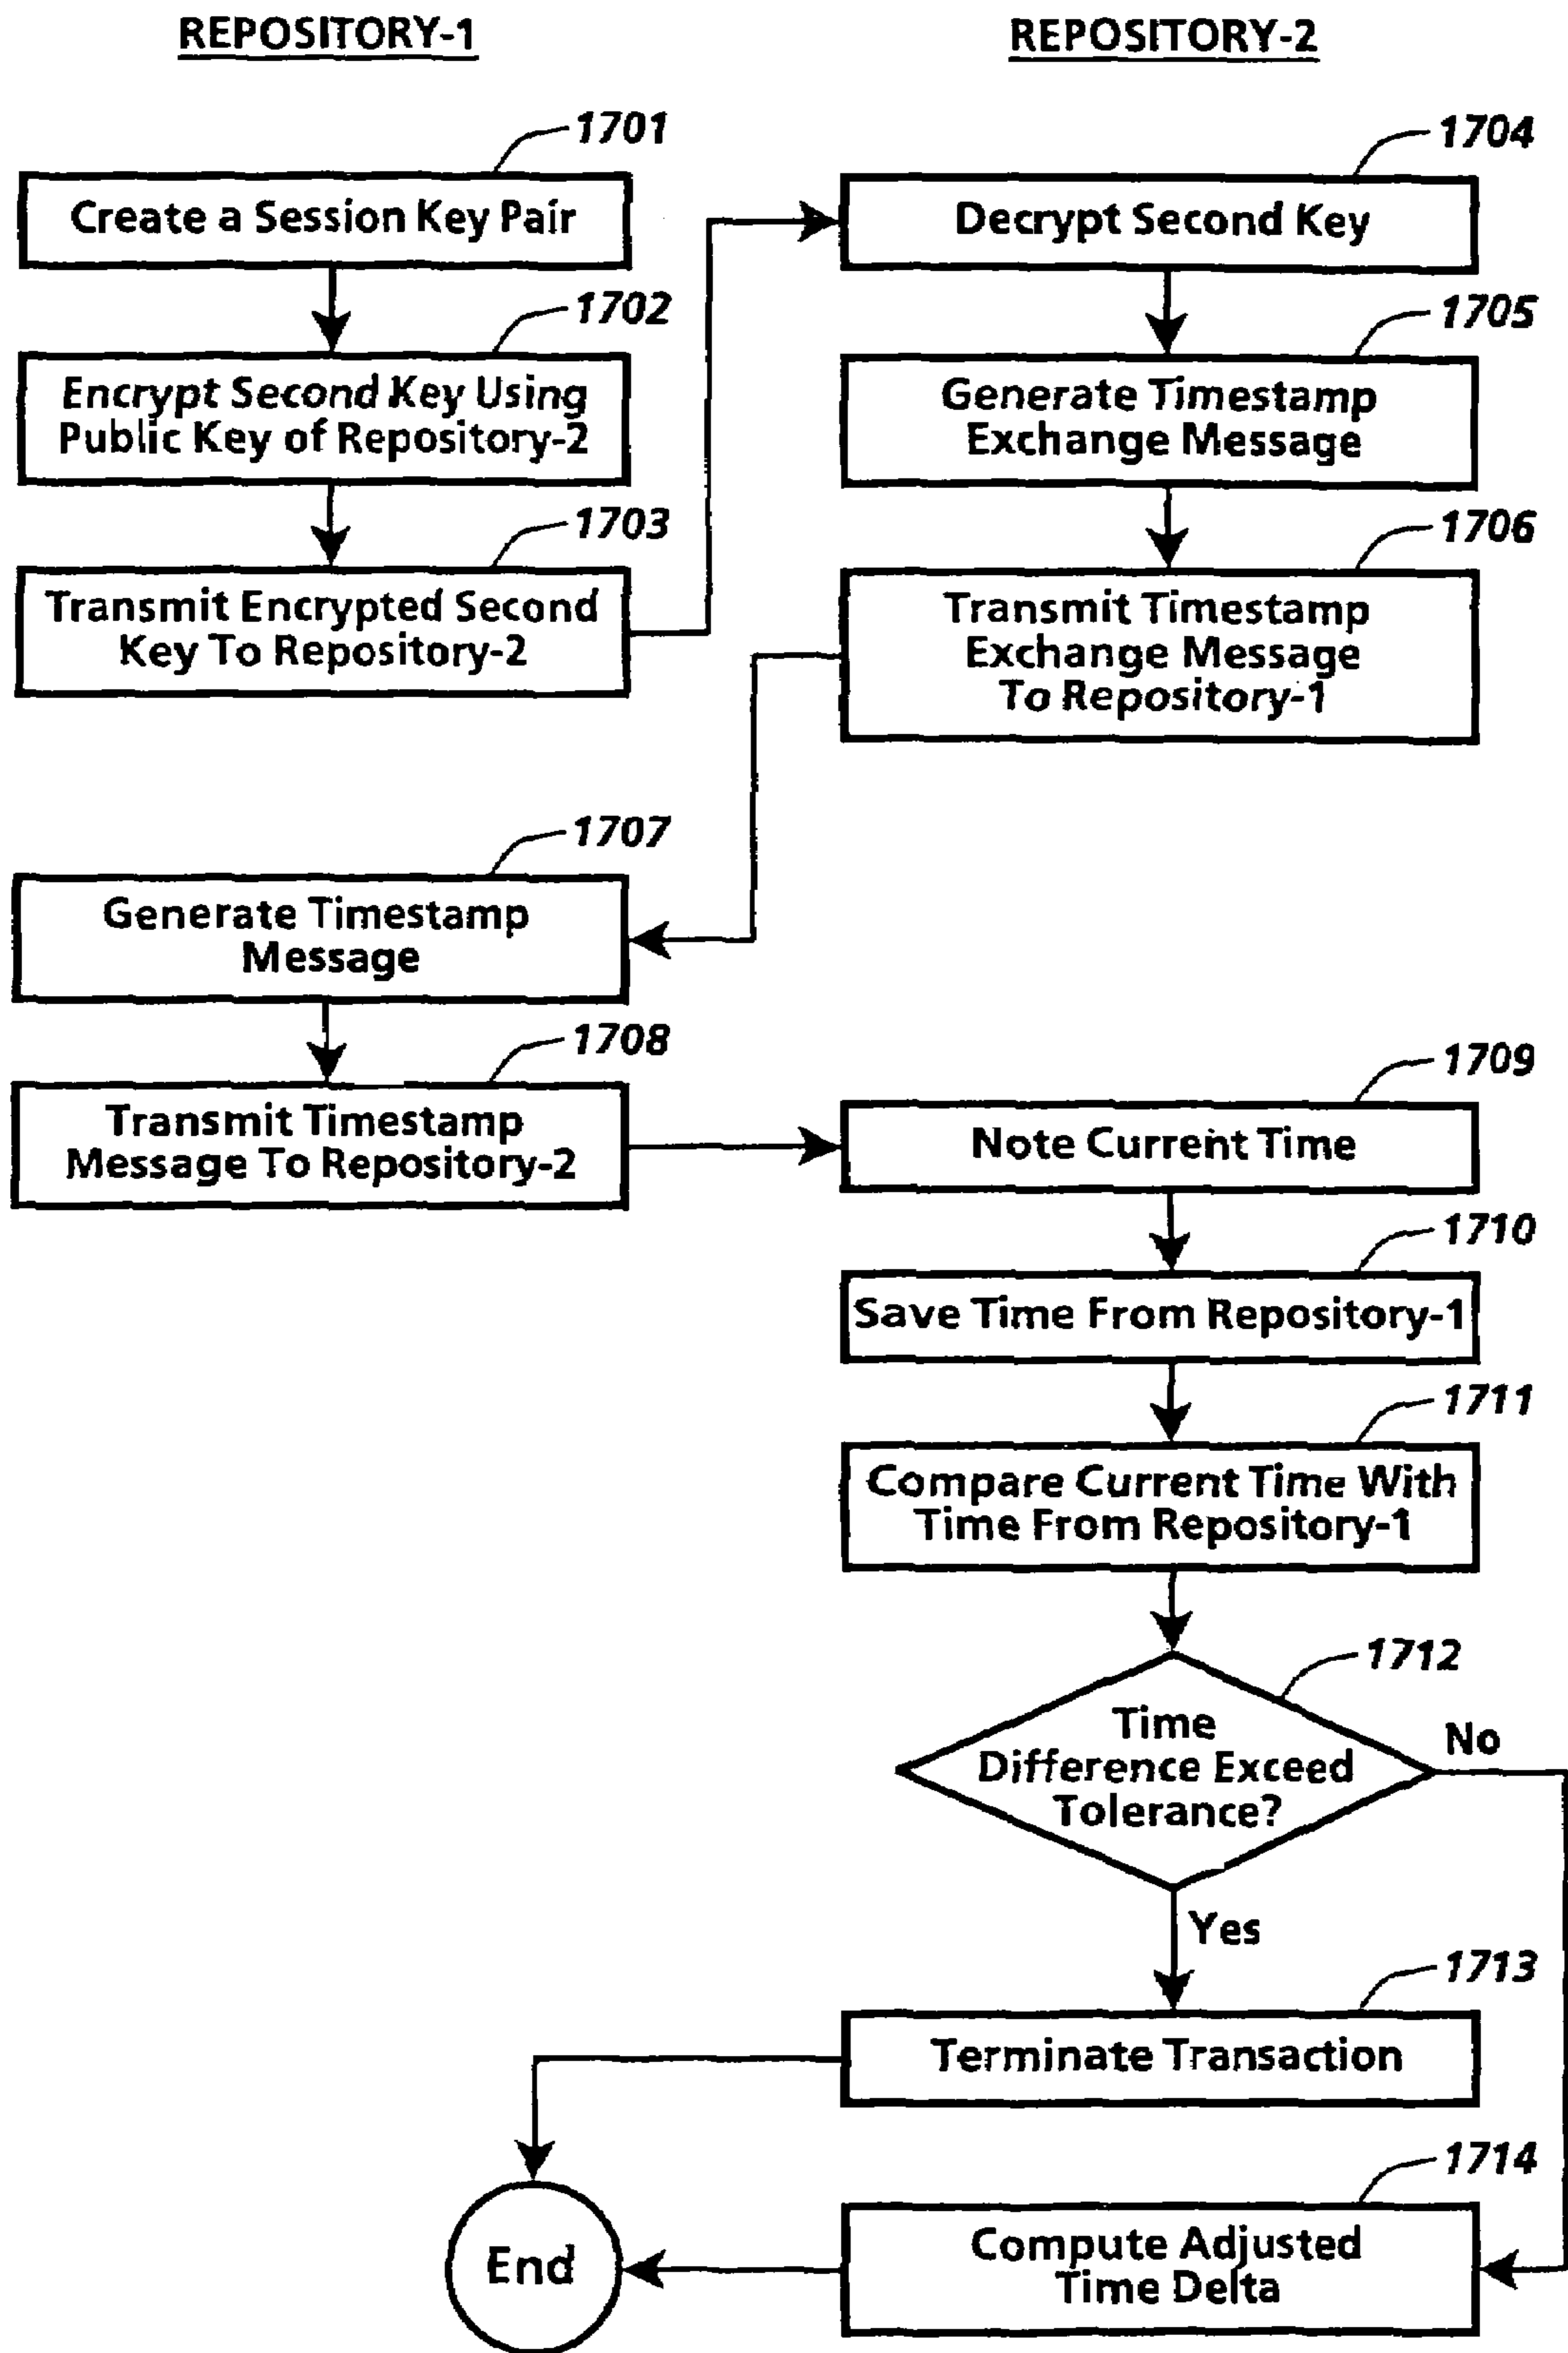 REPOSITORY-1
REPOSITORY-2
1701
Create a Session Key Pair
1702
Encrypt Second Key Using
Public Key of Repository-2
1703
Transmit Encrypted Second
Key To Repository-2
1704
Decrypt Second Key
1705
Generate Timestamp
Exchange Message
1706
Transmit Timestamp
Exchange Message
To Repository-1
1707
Generate Timestamp
Message
1708
Transmit Timestamp
Message To Repository-2
1709
Note Current Time
1710
Save Time From Repository-1
1711
Compare Current Time With
Time From Repository-1
1712
Time
Difference Exceed
Tolerance?
No
Yes
1713
Terminate Transaction
1714
Compute Adjusted
Time Delta
End